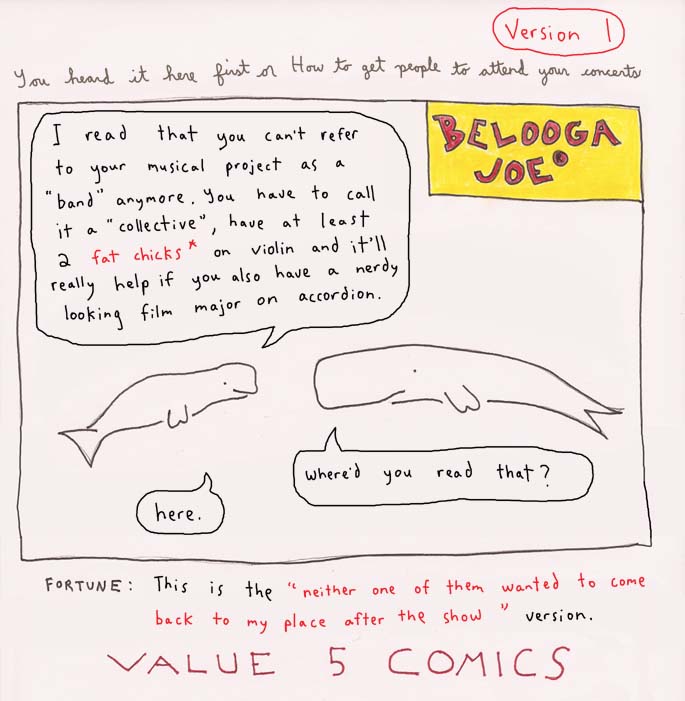 Version 1
You heard it here first or How to get people to attend your concerts
BELOOGA
JOE®
I read that you can't refer
to your musical project as a
"band" anymore. You have to call
it a "collective", have at least
2 fat chicks* on violin and it'll
really help if you also have a nerdy
looking film major on accordion.
where'd you read that?
here.
FORTUNE: This is the "neither one of them wanted to come
back to my place after the show" version.
VALUE 5 COMICS